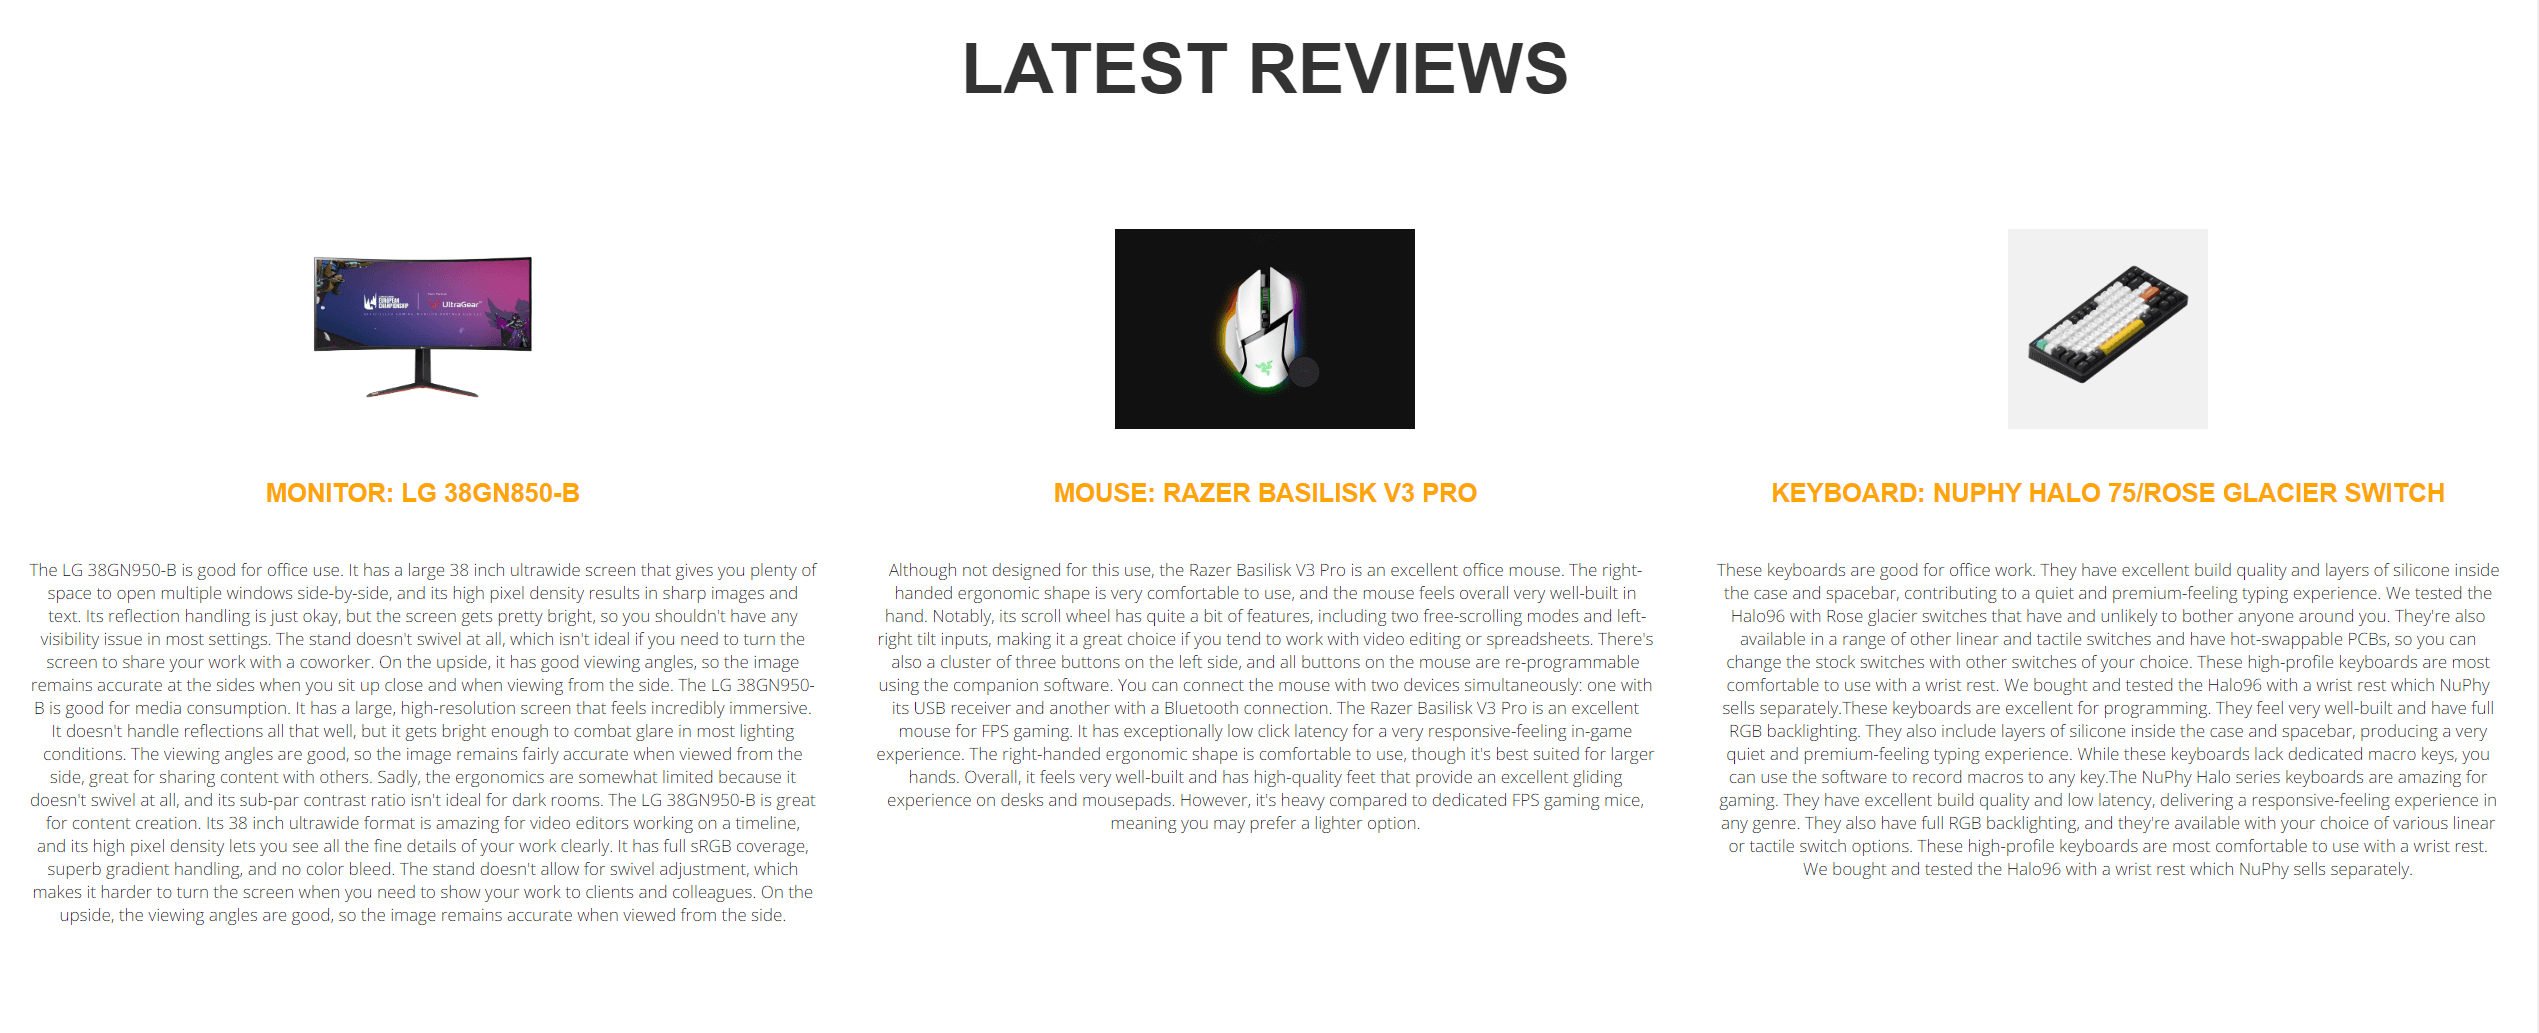 LATEST REVIEWS
EUROPEAN
CHAMPIONSHIP
UltraGear
MONITOR: LG 38GN850-B
The LG 38GN950-B is good for office use. It has a large 38 inch ultrawide screen that gives you plenty of
space to open multiple windows side-by-side, and its high pixel density results in sharp images and
text. Its reflection handling is just okay, but the screen gets pretty bright, so you shouldn't have any
visibility issue in most settings. The stand doesn't swivel at all, which isn't ideal if you need to turn the
screen to share your work with a coworker. On the upside, it has good viewing angles, so the image
remains accurate at the sides when you sit up close and when viewing from the side. The LG 38GN950-
B is good for media consumption. It has a large, high-resolution screen that feels incredibly immersive.
It doesn't handle reflections all that well, but it gets bright enough to combat glare in most lighting
conditions. The viewing angles are good, so the image remains fairly accurate when viewed from the
side, great for sharing content with others. Sadly, the ergonomics are somewhat limited because it
doesn't swivel at all, and its sub-par contrast ratio isn't ideal for dark rooms. The LG 38GN950-B is great
for content creation. Its 38 inch ultrawide format is amazing for video editors working on a timeline,
and its high pixel density lets you see all the fine details of your work clearly. It has full sRGB coverage,
superb gradient handling, and no color bleed. The stand doesn't allow for swivel adjustment, which
makes it harder to turn the screen when you need to show your work to clients and colleagues. On the
upside, the viewing angles are good, so the image remains accurate when viewed from the side.
MOUSE: RAZER BASILISK V3 PRO
Although not designed for this use, the Razer Basilisk V3 Pro is an excellent office mouse. The right-
handed ergonomic shape is very comfortable to use, and the mouse feels overall very well-built in
hand. Notably, its scroll wheel has quite a bit of features, including two free-scrolling modes and left-
right tilt inputs, making it a great choice if you tend to work with video editing or spreadsheets. There's
also a cluster of three buttons on the left side, and all buttons on the mouse are re-programmable
using the companion software. You can connect the mouse with two devices simultaneously: one with
its USB receiver and another with a Bluetooth connection. The Razer Basilisk V3 Pro is an excellent
mouse for FPS gaming. It has exceptionally low click latency for a very responsive-feeling in-game
experience. The right-handed ergonomic shape is comfortable to use, though it's best suited for larger
hands. Overall, it feels very well-built and has high-quality feet that provide an excellent gliding
experience on desks and mousepads. However, it's heavy compared to dedicated FPS gaming mice,
meaning you may prefer a lighter option.
KEYBOARD: NUPHY HALO 75/ROSE GLACIER SWITCH
These keyboards are good for office work. They have excellent build quality and layers of silicone inside
the case and spacebar, contributing to a quiet and premium-feeling typing experience. We tested the
Halo96 with Rose glacier switches that have and unlikely to bother anyone around you. They're also
available in a range of other linear and tactile switches and have hot-swappable PCBs, so you can
change the stock switches with other switches of your choice. These high-profile keyboards are most
comfortable to use with a wrist rest. We bought and tested the Halo96 with a wrist rest which NuPhy
sells separately.These keyboards are excellent for programming. They feel very well-built and have full
RGB backlighting. They also include layers of silicone inside the case and spacebar, producing a very
quiet and premium-feeling typing experience. While these keyboards lack dedicated macro keys, you
can use the software to record macros to any key.The NuPhy Halo series keyboards are amazing for
gaming. They have excellent build quality and low latency, delivering a responsive-feeling experience in
any genre. They also have full RGB backlighting, and they're available with your choice of various linear
or tactile switch options. These high-profile keyboards are most comfortable to use with a wrist rest.
We bought and tested the Halo96 with a wrist rest which NuPhy sells separately.